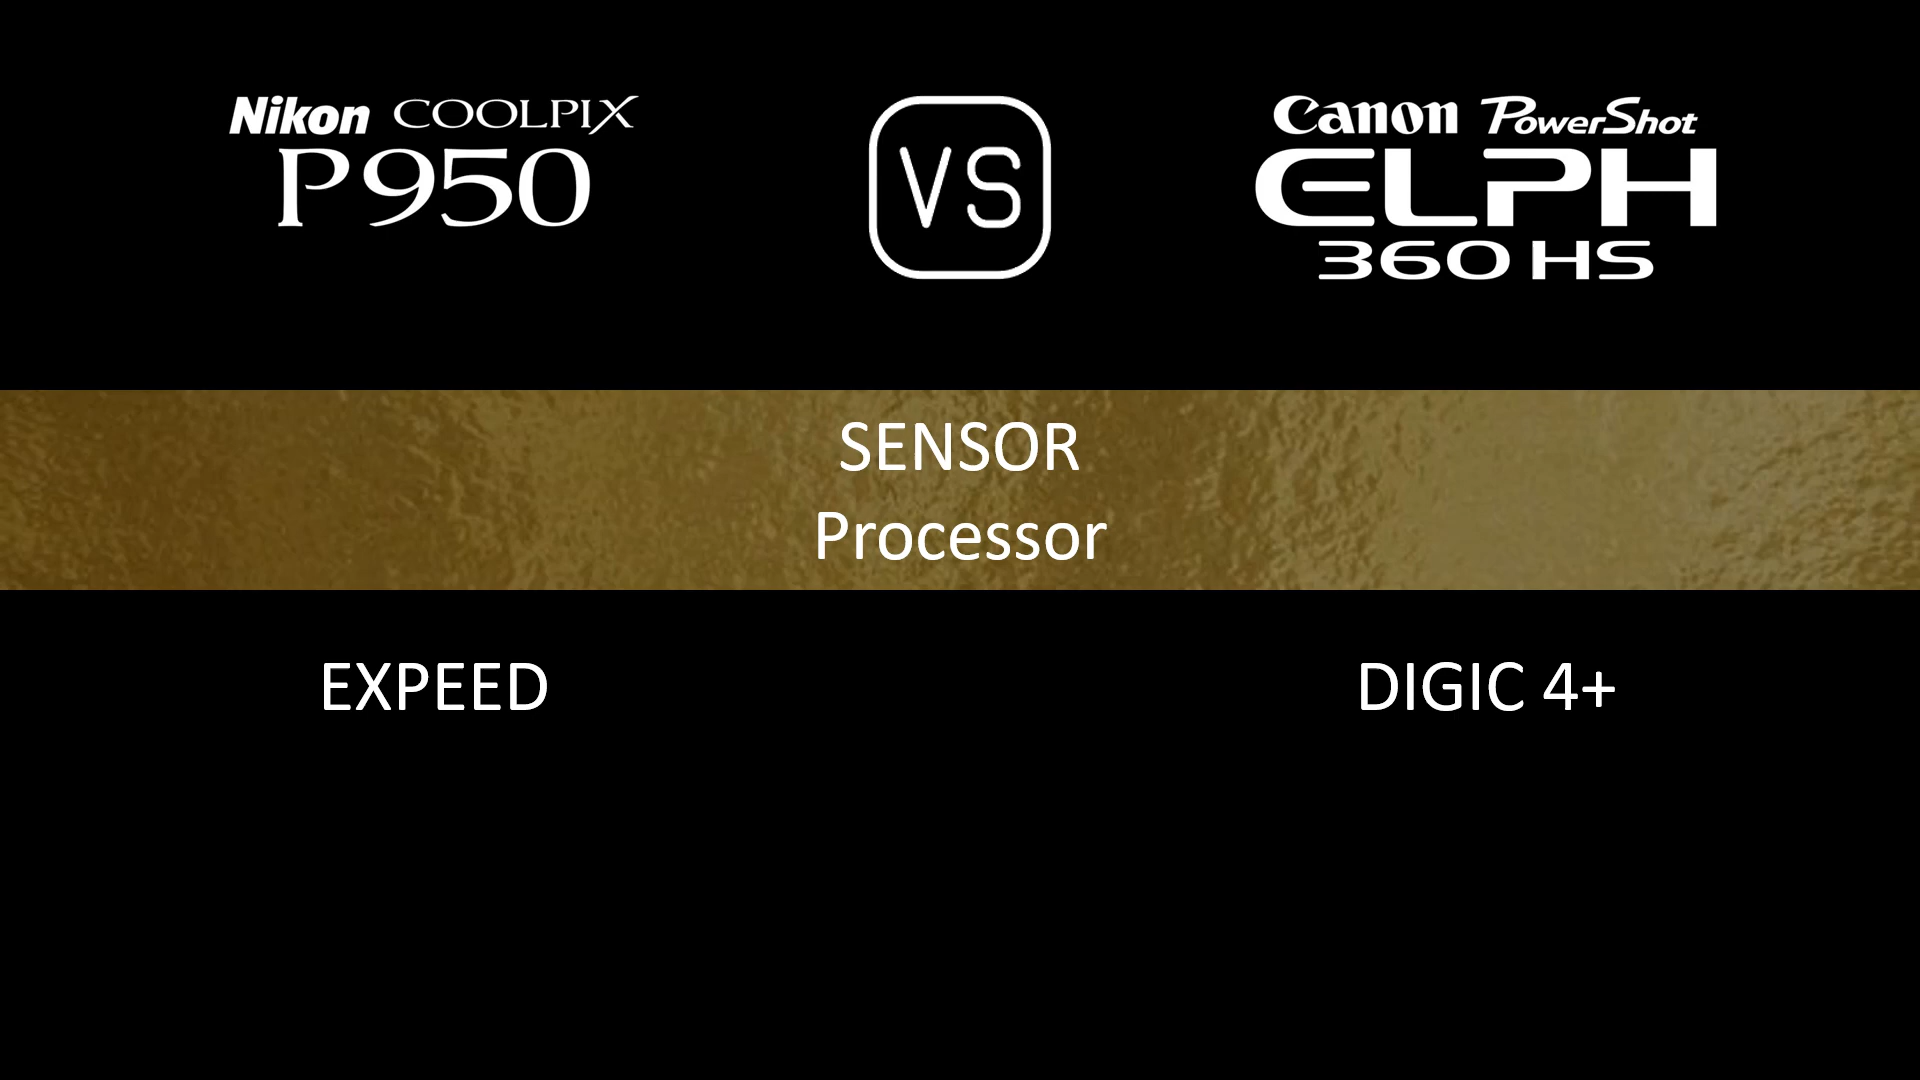 Nikon COOLPIX
P950
VS
Canon PowerShot
ELPH
360 HS
SENSOR
Processor
EXPEED
DIGIC 4+